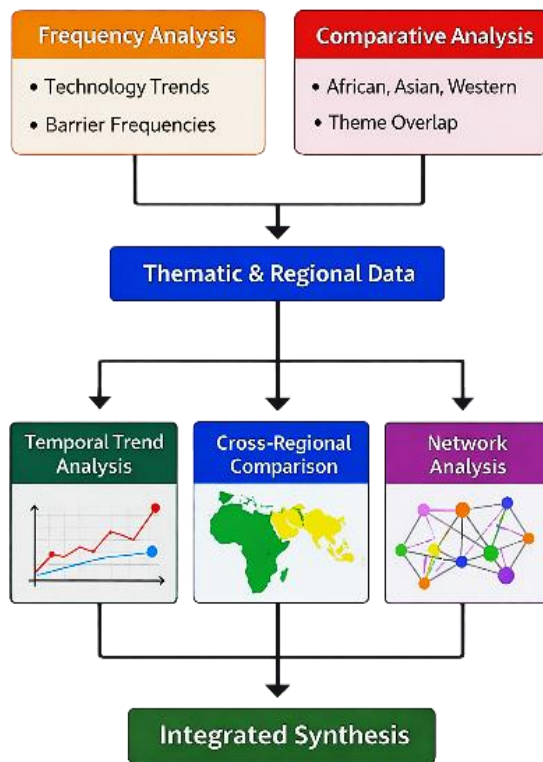 Frequency Analysis
• Technology Trends
• Barrier Frequencies
Comparative Analysis
• African, Asian, Western
• Theme Overlap
Thematic & Regional Data
Temporal Trend
Analysis
Cross-Regional
Comparison
Network
Analysis
Integrated Synthesis